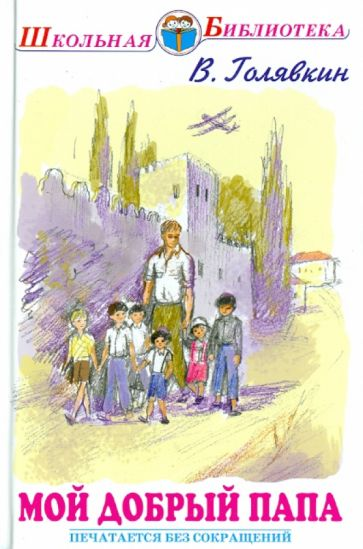 Школьная Библиотека
В. Голявкин
МОЙ ДОБРЫЙ ПАПА
ПЕЧАТАЕТСЯ БЕЗ СОКРАЩЕНИЙ